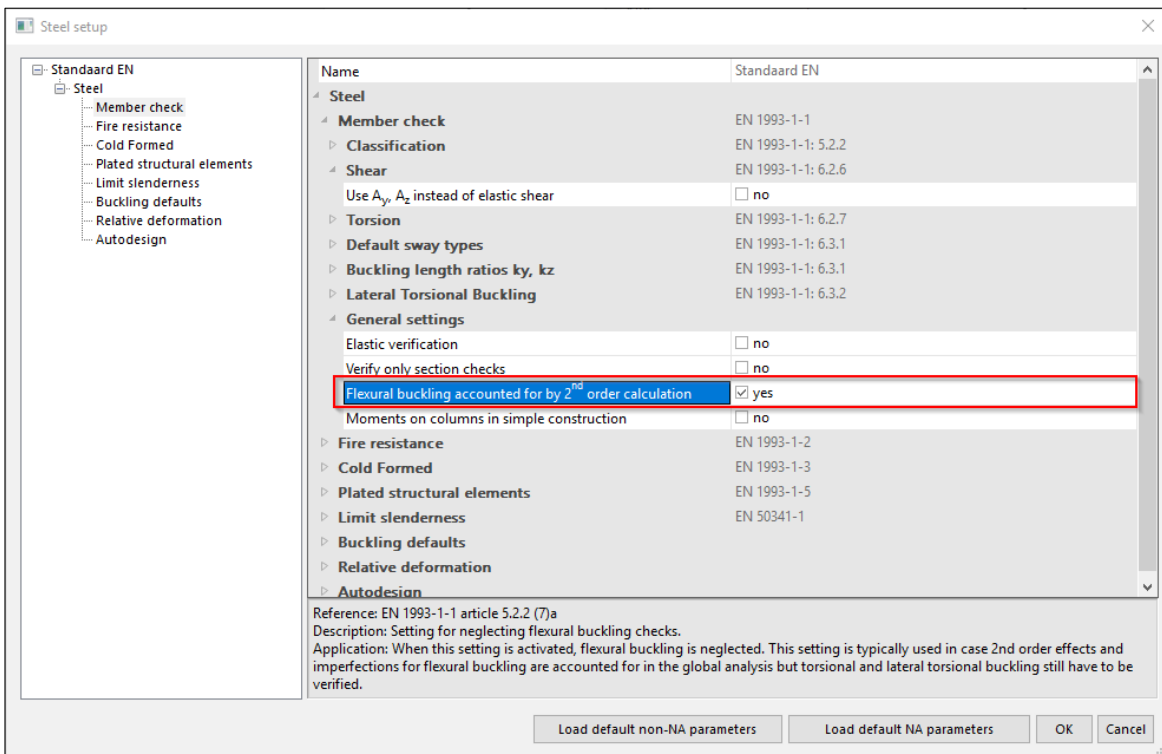 Steel setup
Standaard EN
Steel
Member check
Fire resistance
Cold Formed
Plated structural elements
Limit slenderness
Buckling defaults
Relative deformation
Autodesign
Name Standaard EN
Steel
Member check EN 1993-1-1
Classification EN 1993-1-1: 5.2.2
Shear EN 1993-1-1: 6.2.6
Use Ay, Az instead of elastic shear no
Torsion EN 1993-1-1: 6.2.7
Default sway types EN 1993-1-1: 6.3.1
Buckling length ratios ky, kz EN 1993-1-1: 6.3.1
Lateral Torsional Buckling EN 1993-1-1: 6.3.2
General settings
Elastic verification no
Verify only section checks no
Flexural buckling accounted for by 2nd order calculation yes
Moments on columns in simple construction no
Fire resistance EN 1993-1-2
Cold Formed EN 1993-1-3
Plated structural elements EN 1993-1-5
Limit slenderness EN 50341-1
Buckling defaults
Relative deformation
Autodesign
Reference: EN 1993-1-1 article 5.2.2 (7)a
Description: Setting for neglecting flexural buckling checks.
Application: When this setting is activated, flexural buckling is neglected. This setting is typically used in case 2nd order effects and
imperfections for flexural buckling are accounted for in the global analysis but torsional and lateral torsional buckling still have to be
verified.
Load default non-NA parameters Load default NA parameters OK Cancel